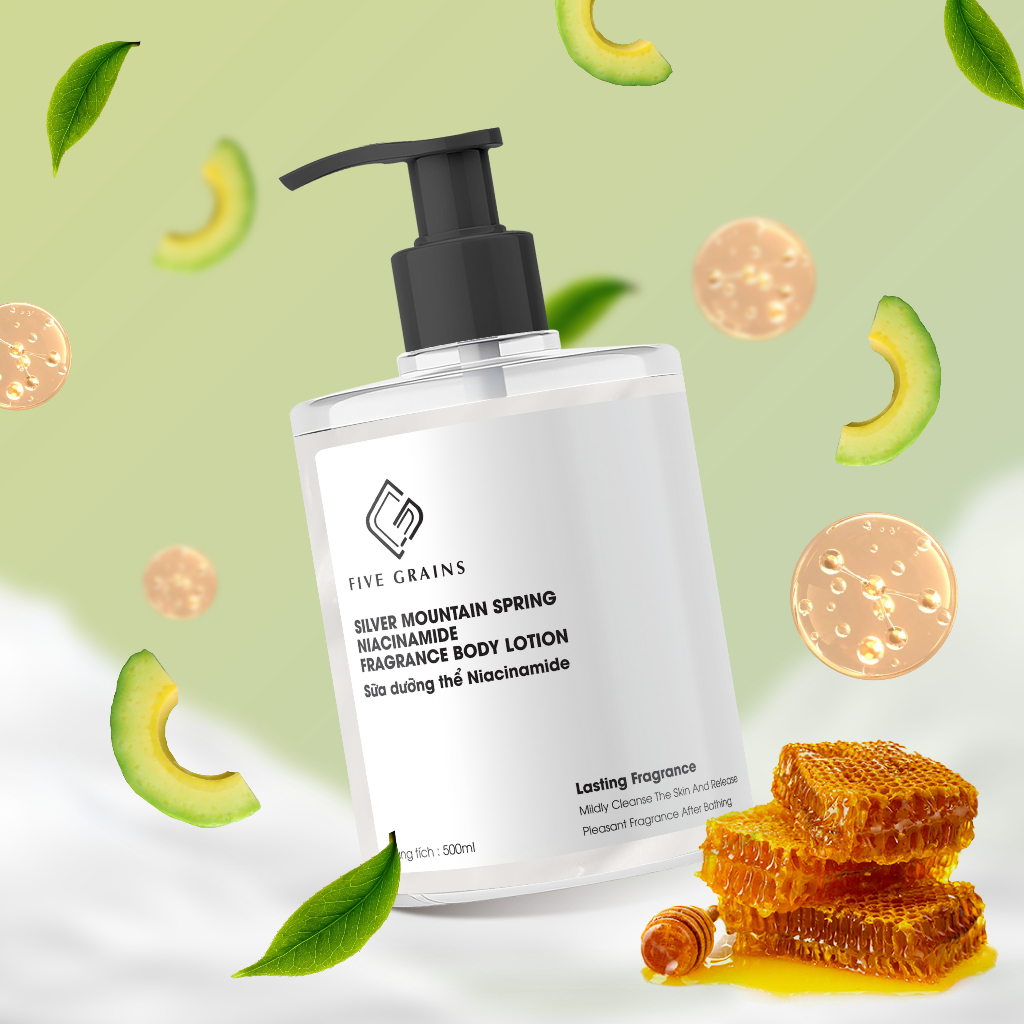 FIVE GRAINS
SILVER MOUNTAIN SPRING
NIACINAMIDE
FRAGRANCE BODY LOTION
Sữa dưỡng thể Niacinamide
Lasting Fragrance
Mildly Cleanse The Skin And Release
Pleasant Fragrance After Bathing
tích : 500ml